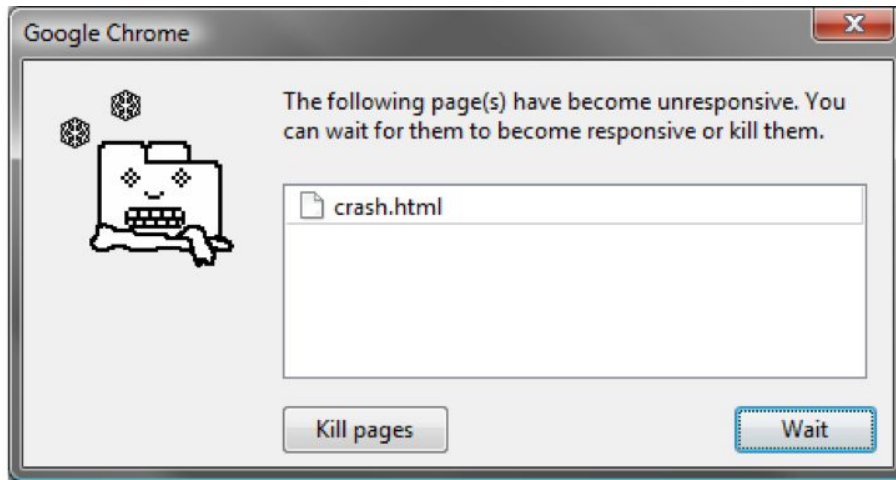 Google Chrome
The following page(s) have become unresponsive. You
can wait for them to become responsive or kill them.
crash.html
Kill pages
Wait